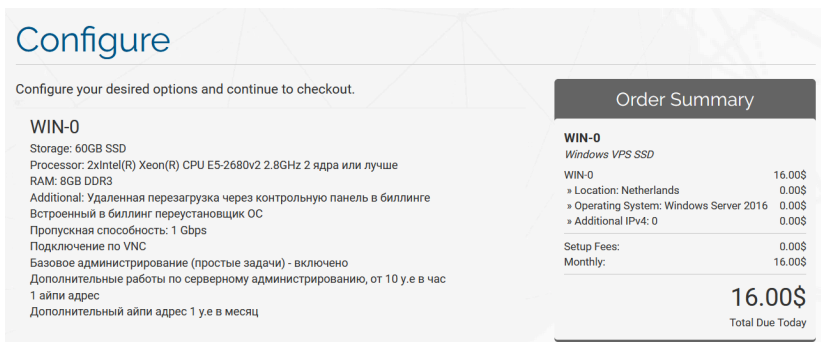 Configure
Configure your desired options and continue to checkout.
WIN-0
Storage: 60GB SSD
Processor: 2xIntel(R) Xeon(R) CPU E5-2680v2 2.8GHz 2 ядра или лучше
RAM: 8GB DDR3
Additional: Удаленная перезагрузка через контрольную панель в биллинге
Встроенный в биллинг переустановщик ОС
Пропускная способность: 1 Gbps
Подключение по VNC
Базовое администрирование (простые задачи) - включено
Дополнительные работы по серверному администрированию, от 10 у.е в час
1 айпи адрес
Дополнительный айпи адрес 1 у.е в месяц
Order Summary
WIN-0
Windows VPS SSD
WIN-0 16.00$
» Location: Netherlands 0.00$
» Operating System: Windows Server 2016 0.00$
» Additional IPv4: 0 0.00$
Setup Fees: 0.00$
Monthly: 16.00$
16.00$
Total Due Today